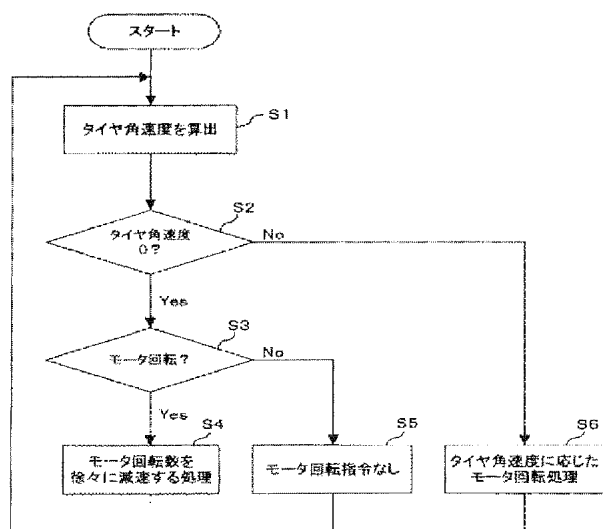 スタート
タイヤ角速度を算出
S1
タイヤ角速度
0?
S2
No
Yes
モータ回転?
S3
No
Yes
モータ回転数を
徐々に減速する処理
S4
モータ回転指令なし
S5
タイヤ角速度に応じた
モータ回転処理
S6